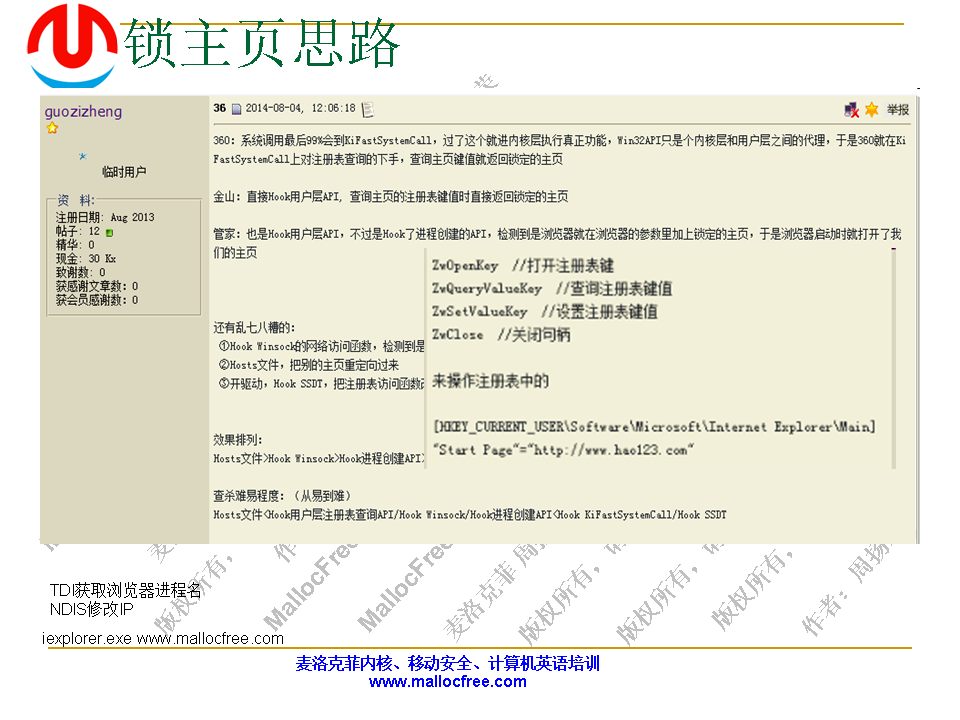 锁主页思路
guozizheng
临时用户
资 料:
注册日期: Aug 2013
帖子: 12
精华: 0
现金: 30 Kx
致谢数: 0
获感谢文章数: 0
获会员感谢数: 0
36 2014-08-04, 12:06:18 举报
360: 系统调用最后99%会到KiFastSystemCall，过了这个就进内核层执行真正功能，Win32API只是个内核层和用户层之间的代理，于是360就在Ki
FastSystemCall上对注册表查询的下手，查询主页键值就返回锁定的主页
金山: 直接Hook用户层API, 查询主页的注册表键值时直接返回锁定的主页
管家: 也是Hook用户层API，不过是Hook了进程创建的API，检测到是浏览器就在浏览器的参数里加上锁定的主页，于是浏览器启动时就打开了我
们的主页
还有乱七八糟的:
①Hook Winsock的网络访问函数，检测到是
②Hosts文件，把别的主页重定向过来
③开驱动，Hook SSDT，把注册表访问函数
效果排列:
Hosts文件>Hook Winsock>Hook进程创建API>
查杀难易程度: （从易到难）
Hosts文件<Hook用户层注册表查询API/Hook Winsock/Hook进程创建API<Hook KiFastSystemCall/Hook SSDT
ZwOpenKey //打开注册表键
ZwQueryValueKey //查询注册表键值
ZwSetValueKey //设置注册表键值
ZwClose //关闭句柄
来操作注册表中的
[HKEY_CURRENT_USER\Software\Microsoft\Internet Explorer\Main]
"Start Page"="http://www.hao123.com"
TDI获取浏览器进程名
NDIS修改IP
iexplorer.exe www.mallocfree.com
麦洛克菲内核、移动安全、计算机英语培训
www.mallocfree.com